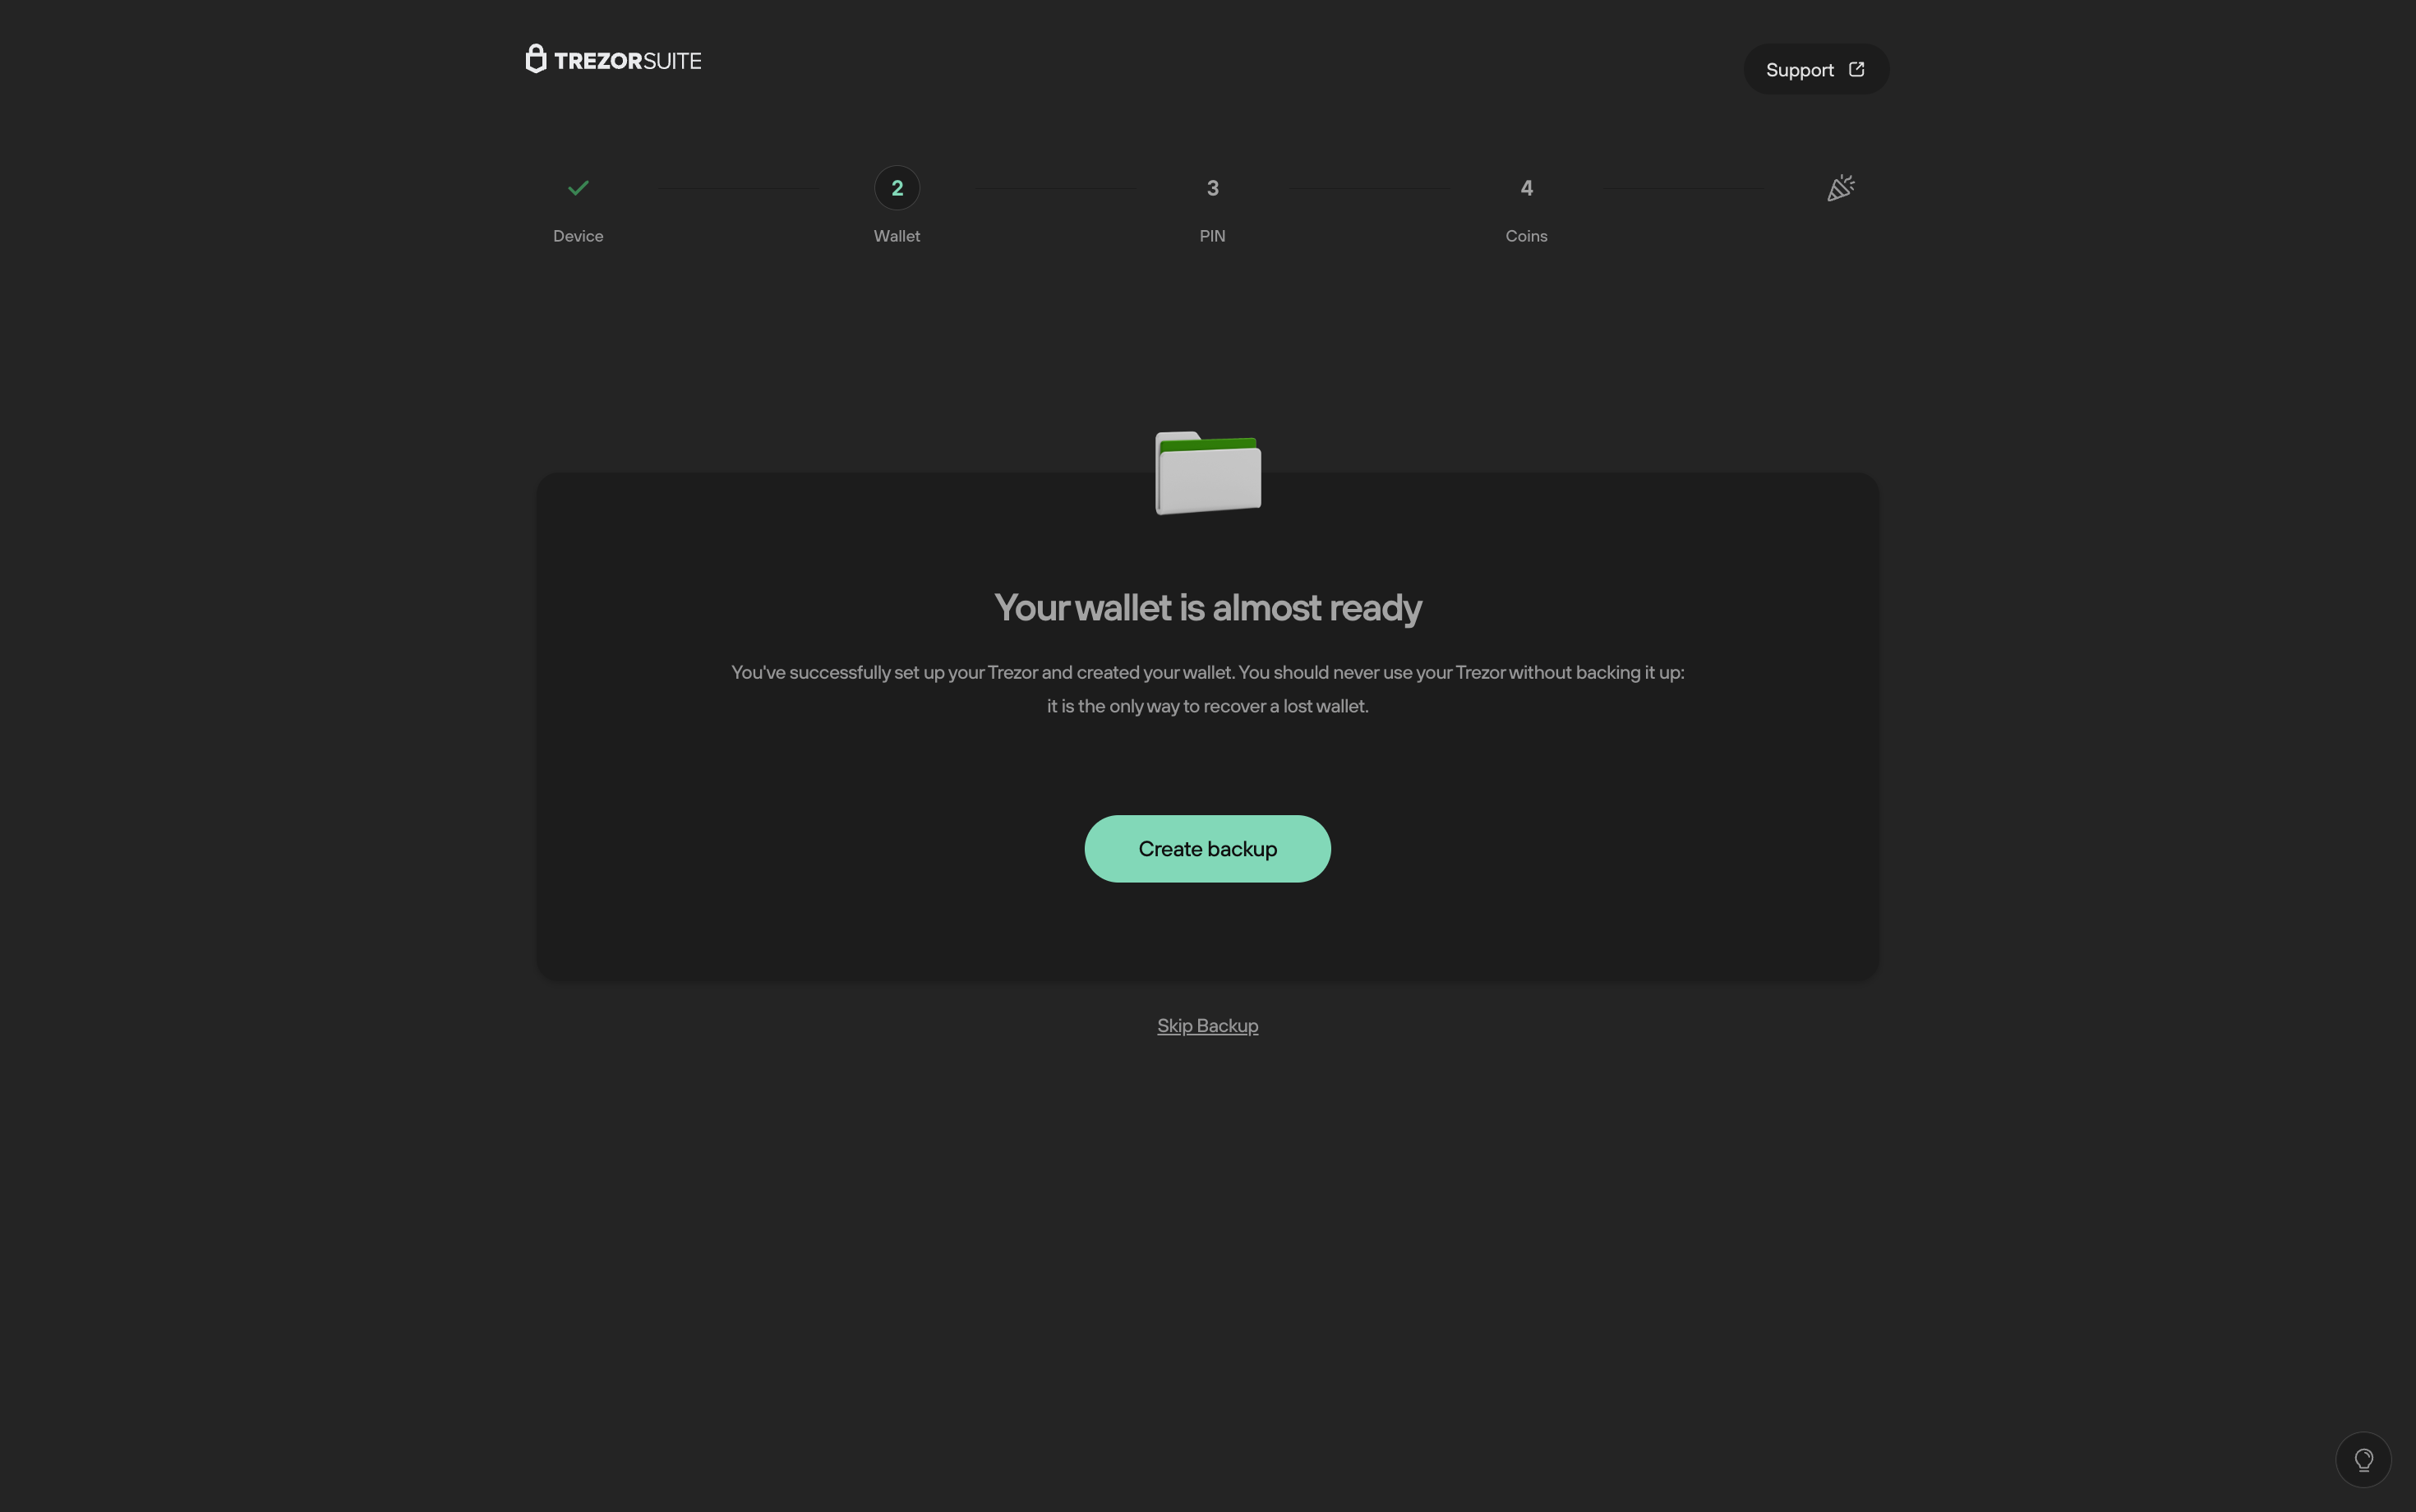 TREZOR SUITE
Support
2
3
4
Device
Wallet
PIN
Coins
Your wallet is almost ready
You've successfully set up your Trezor and created your wallet. You should never use your Trezor without backing it up:
it is the only way to recover a lost wallet.
Create backup
Skip Backup